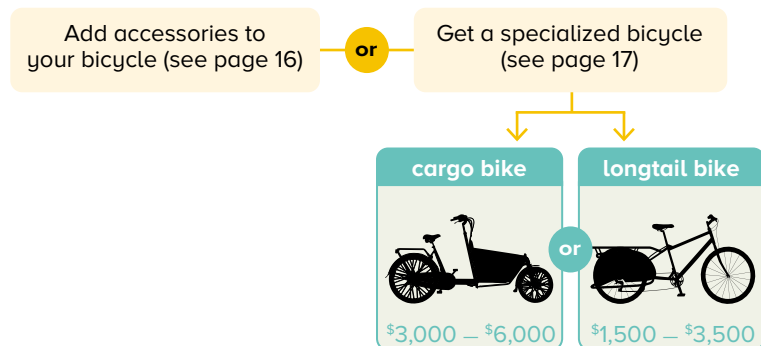 Add accessories to
your bicycle (see page 16)
or
Get a specialized bicycle
(see page 17)
cargo bike
longtail bike
or
$3,000 – $6,000
$1,500 – $3,500